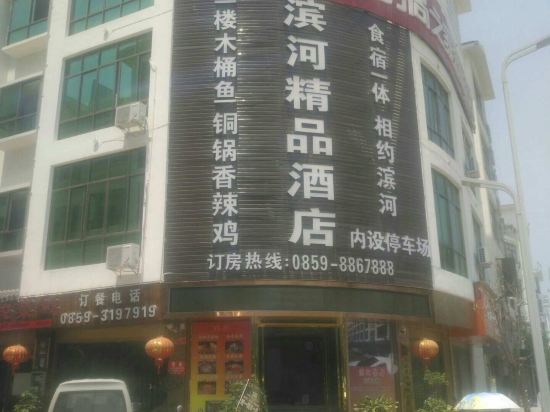 滨河精品酒店
一楼木桶鱼 铜锅香辣鸡
食宿一体 相约滨河
内设停车场
订房热线:0859-8867888
订餐电话
0859-3197919